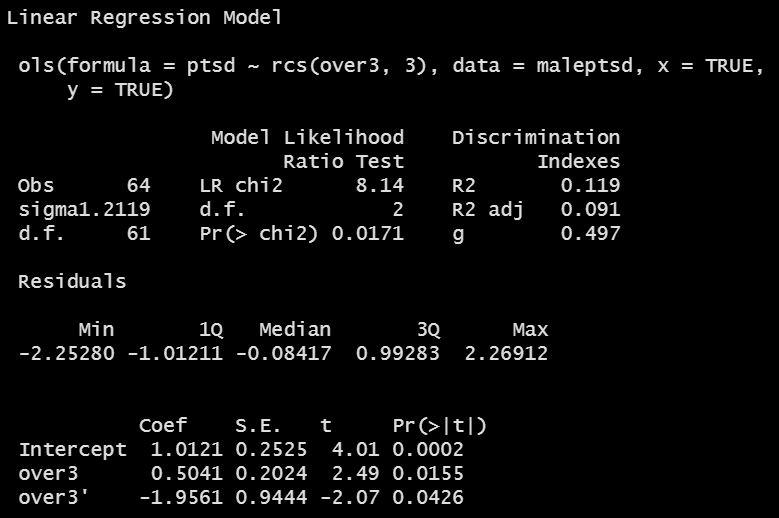 Linear Regression Model
ols(formula = ptsd ~ rcs(over3, 3), data = maleptsd, x = TRUE,
    y = TRUE)
                Model Likelihood    Discrimination
                      Ratio Test           Indexes
Obs      64    LR chi2      8.14    R2       0.119
sigma1.2119    d.f.            2    R2 adj   0.091
d.f.     61    Pr(> chi2) 0.0171    g        0.497
Residuals
     Min       1Q   Median       3Q      Max
-2.25280 -1.01211 -0.08417  0.99283  2.26912
          Coef    S.E.   t     Pr(>|t|)
Intercept  1.0121 0.2525  4.01 0.0002
over3      0.5041 0.2024  2.49 0.0155
over3'    -1.9561 0.9444 -2.07 0.0426